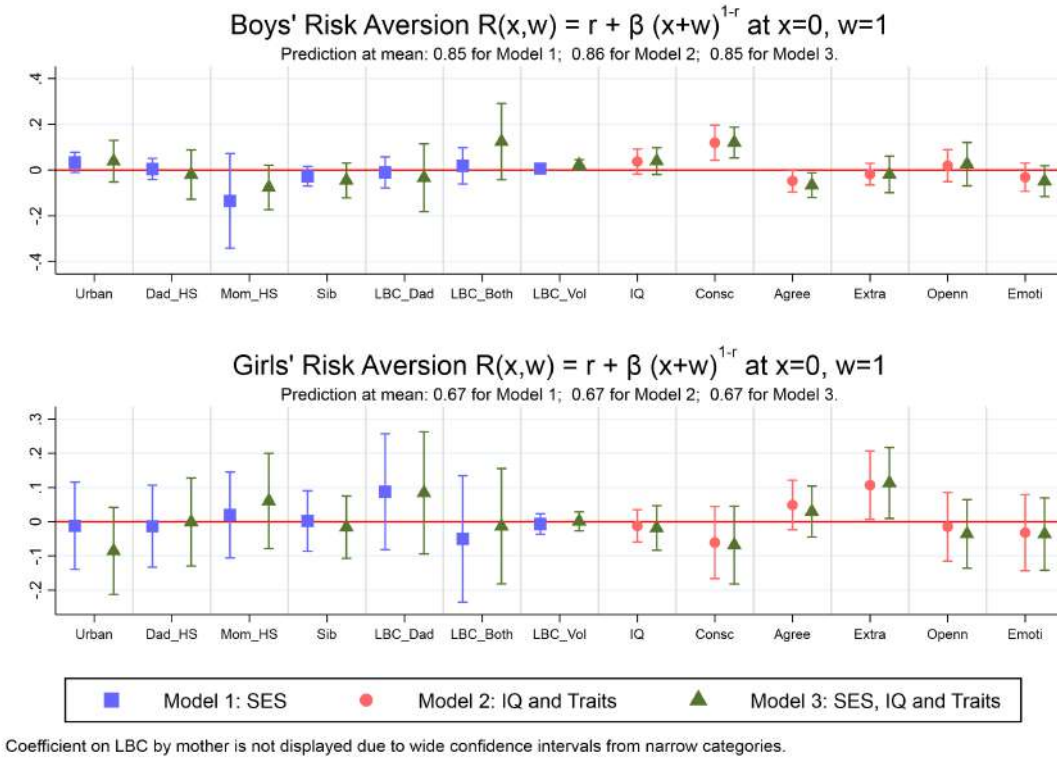 Boys' Risk Aversion R(x,w) = r + β (x+w)^1-r at x=0, w=1
Prediction at mean: 0.85 for Model 1; 0.86 for Model 2; 0.85 for Model 3.
.4
.2
0
-.2
-.4
Urban Dad_HS Mom_HS Sib LBC_Dad LBC_Both LBC_Vol IQ Consc Agree Extra Openn Emoti
Girls' Risk Aversion R(x,w) = r + β (x+w)^1-r at x=0, w=1
Prediction at mean: 0.67 for Model 1; 0.67 for Model 2; 0.67 for Model 3.
.3
.2
.1
0
-.1
-.2
Urban Dad_HS Mom_HS Sib LBC_Dad LBC_Both LBC_Vol IQ Consc Agree Extra Openn Emoti
Model 1: SES Model 2: IQ and Traits Model 3: SES, IQ and Traits
Coefficient on LBC by mother is not displayed due to wide confidence intervals from narrow categories.